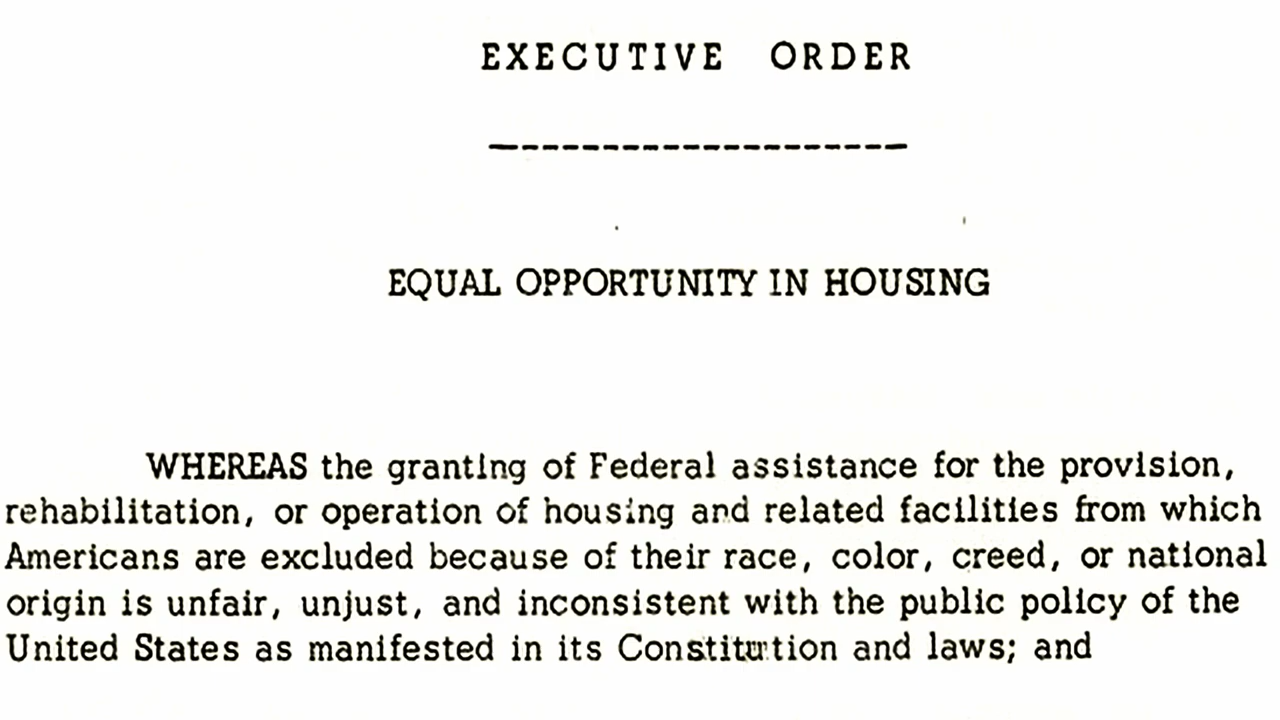 EXECUTIVE ORDER
--------------------
EQUAL OPPORTUNITY IN HOUSING
WHEREAS the granting of Federal assistance for the provision,
rehabilitation, or operation of housing and related facilities from which
Americans are excluded because of their race, color, creed, or national
origin is unfair, unjust, and inconsistent with the public policy of the
United States as manifested in its Constitution and laws; and